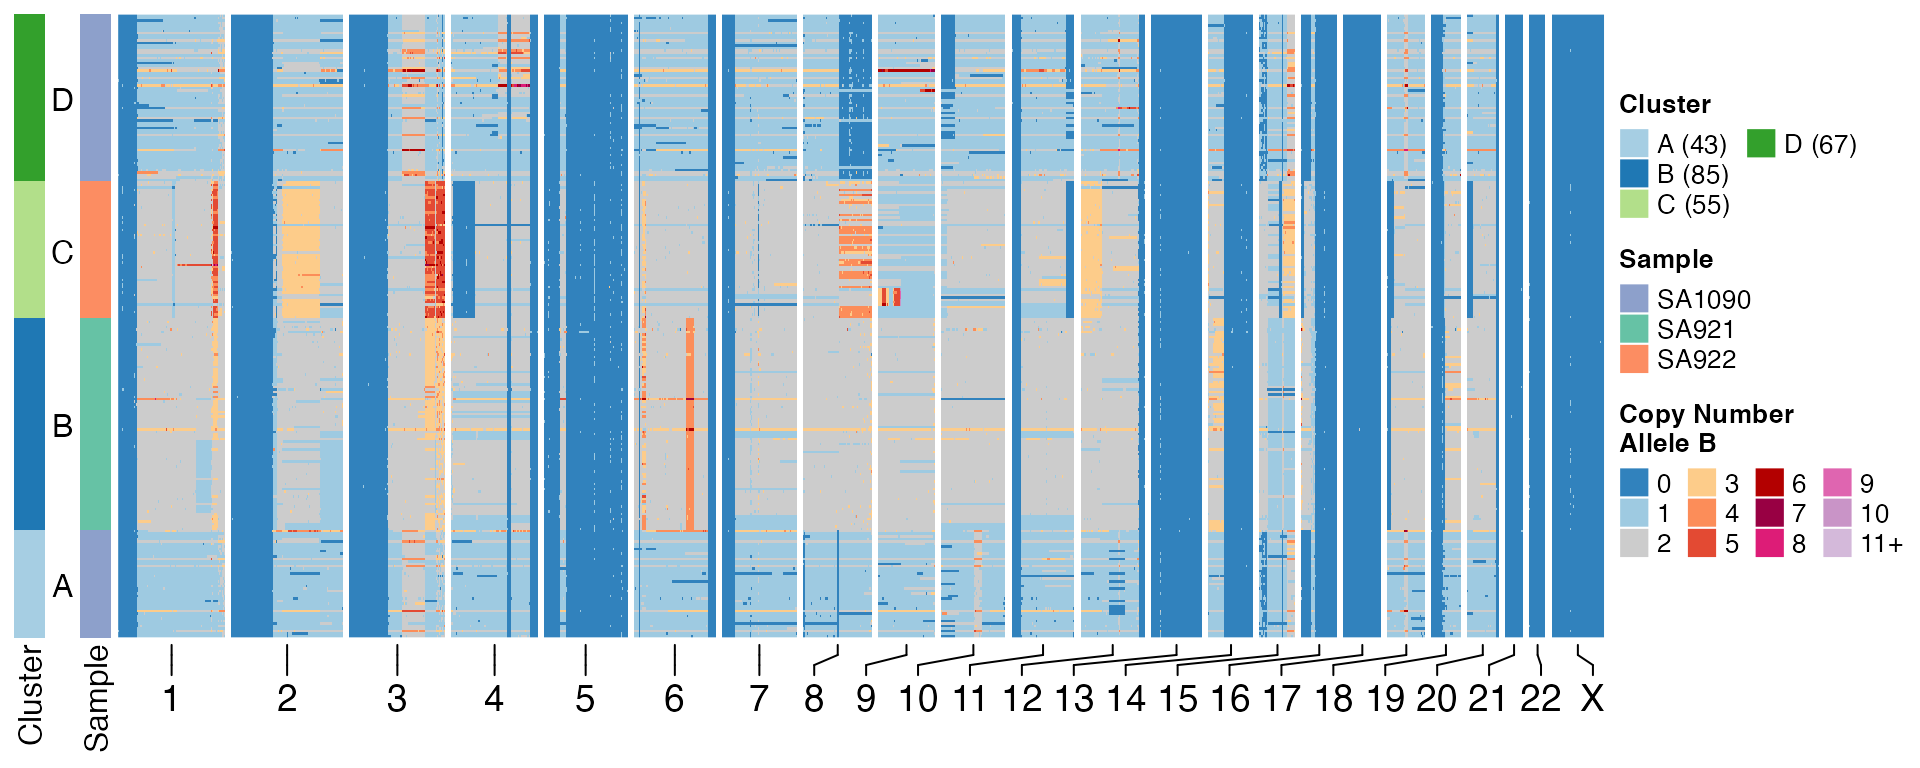 D
C
B
A
Cluster
Sample
1 2 3 4 5 6 7 8 9 10 11 12 13 14 15 16 17 18 19 20 21 22 X
Cluster
A (43) D (67)
B (85)
C (55)
Sample
SA1090
SA921
SA922
Copy Number
Allele B
0 3 6 9
1 4 7 10
2 5 8 11+